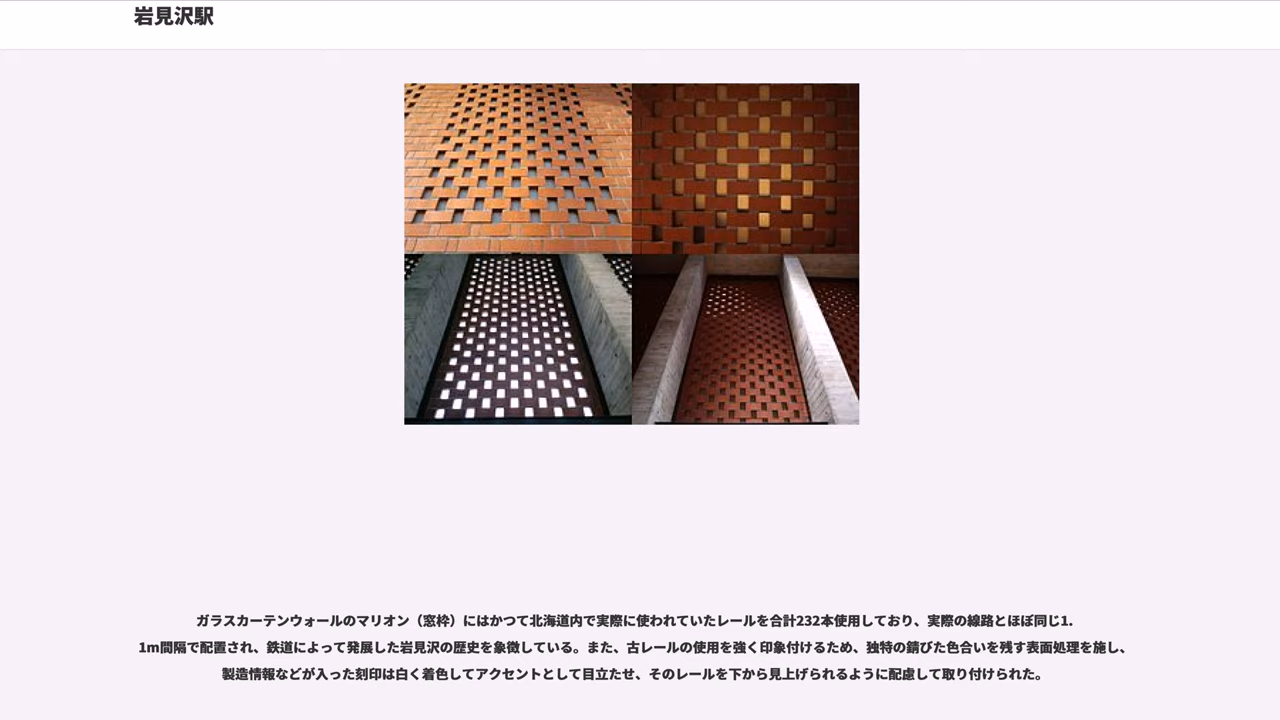 岩見沢駅
ガラスカーテンウォールのマリオン（窓枠）にはかつて北海道内で実際に使われていたレールを合計232本使用しており、実際の線路とほぼ同じ1.
1m間隔で配置され、鉄道によって発展した岩見沢の歴史を象徴している。また、古レールの使用を強く印象付けるため、独特の錆びた色合いを残す表面処理を施し、
製造情報などが入った刻印は白く着色してアクセントとして目立たせ、そのレールを下から見上げられるように配慮して取り付けられた。